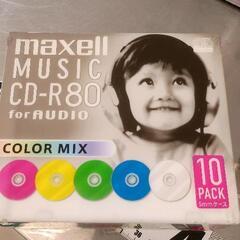 maxell
MUSIC
CD-R80
for AUDIO
COLOR MIX
10
PACK
5mmケース